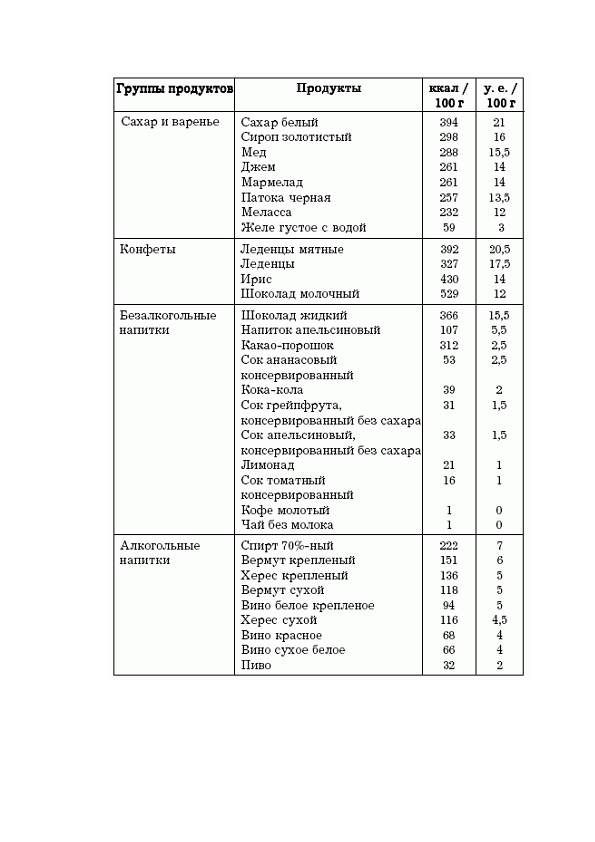 Группы продуктов Продукты ккал / 100 г у. е. / 100 г
Сахар и варенье Сахар белый 394 21
Сироп золотистый 298 16
Мед 288 15,5
Джем 261 14
Мармелад 261 14
Патока черная 257 13,5
Меласса 232 12
Желе густое с водой 59 3
Конфеты Леденцы мятные 392 20,5
Леденцы 327 17,5
Ирис 430 14
Шоколад молочный 529 12
Безалкогольные Шоколад жидкий 366 15,5
напитки Напиток апельсиновый 107 5,5
Какао-порошок 312 2,5
Сок ананасовый 53 2,5
консервированный
Кока-кола 39 2
Сок грейпфрута, 31 1,5
консервированный без сахара
Сок апельсиновый, 33 1,5
консервированный без сахара
Лимонад 21 1
Сок томатный 16 1
консервированный
Кофе молотый 1 0
Чай без молока 1 0
Алкогольные Спирт 70%-ный 222 7
напитки Вермут крепленый 151 6
Херес крепленый 136 5
Вермут сухой 118 5
Вино белое крепленое 94 5
Херес сухой 116 4,5
Вино красное 68 4
Вино сухое белое 66 4
Пиво 32 2